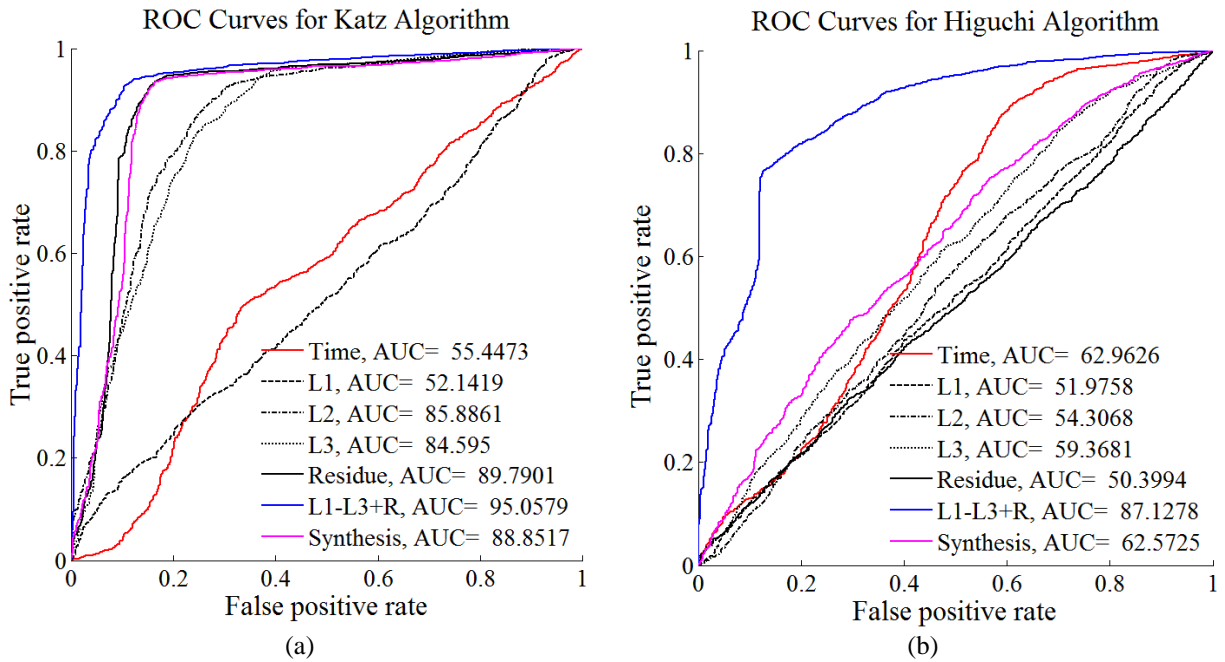 ROC Curves for Katz Algorithm
1
0.8
0.6
0.4
0.2
0
0
0.2
0.4
0.6
0.8
1
True positive rate
False positive rate
Time, AUC= 55.4473
L1, AUC= 52.1419
L2, AUC= 85.8861
L3, AUC= 84.595
Residue, AUC= 89.7901
L1-L3+R, AUC= 95.0579
Synthesis, AUC= 88.8517
(a)
ROC Curves for Higuchi Algorithm
1
0.8
0.6
0.4
0.2
0
0
0.2
0.4
0.6
0.8
1
True positive rate
False positive rate
Time, AUC= 62.9626
L1, AUC= 51.9758
L2, AUC= 54.3068
L3, AUC= 59.3681
Residue, AUC= 50.3994
L1-L3+R, AUC= 87.1278
Synthesis, AUC= 62.5725
(b)